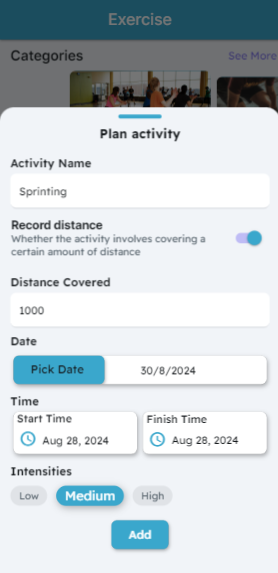 Exercise
Categories
See More
Plan activity
Activity Name
Sprinting
Record distance
Whether the activity involves covering a
certain amount of distance
Distance Covered
1000
Date
Pick Date
30/8/2024
Time
Start Time
Finish Time
Aug 28, 2024
Aug 28, 2024
Intensities
Low
Medium
High
Add